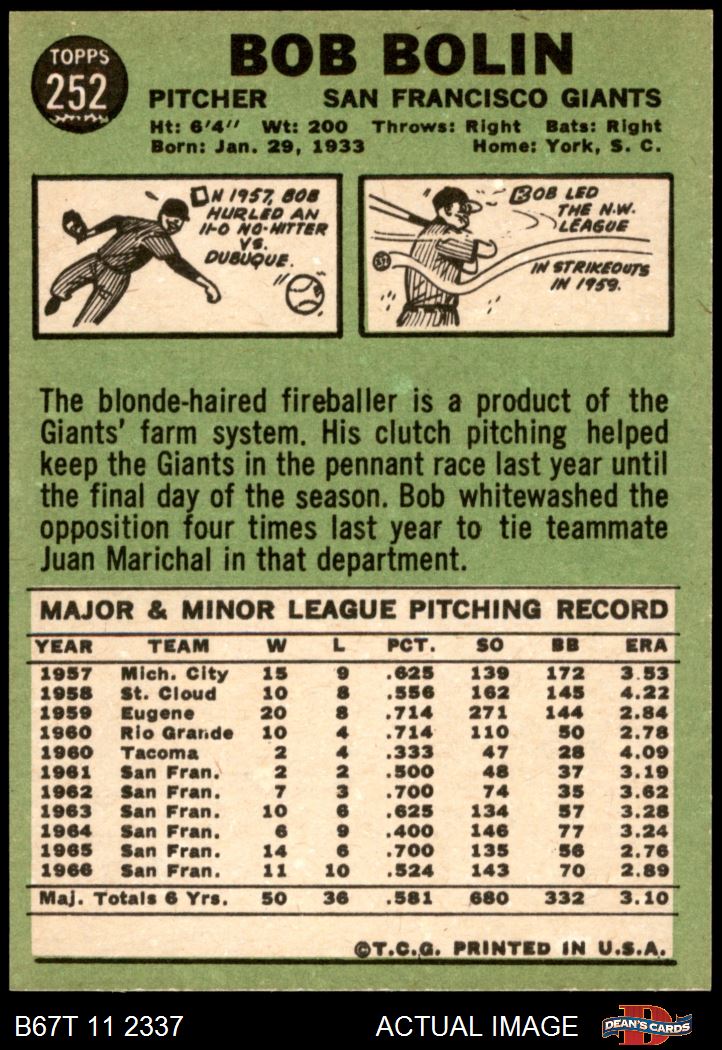 TOPPS
252
BOB BOLIN
PITCHER SAN FRANCISCO GIANTS
Ht: 6'4" Wt: 200 Throws: Right Bats: Right
Born: Jan. 29, 1933 Home: York, S. C.
IN 1957, BOB
HURLED AN
11-0 NO-HITTER
VS.
DUBUQUE.
BOB LED
THE N.W.
LEAGUE
IN STRIKEOUTS
IN 1959.
The blonde-haired fireballer is a product of the
Giants' farm system. His clutch pitching helped
keep the Giants in the pennant race last year until
the final day of the season. Bob whitewashed the
opposition four times last year to tie teammate
Juan Marichal in that department.
MAJOR & MINOR LEAGUE PITCHING RECORD
YEAR TEAM W L PCT. SO BB ERA
1957 Mich. City 15 9 .625 139 172 3.53
1958 St. Cloud 10 8 .556 162 145 4.22
1959 Eugene 20 8 .714 271 144 2.84
1960 Rio Grande 10 4 .714 110 50 2.78
1960 Tacoma 2 4 .333 47 28 4.09
1961 San Fran. 2 2 .500 48 37 3.19
1962 San Fran. 7 3 .700 74 35 3.62
1963 San Fran. 10 6 .625 134 57 3.28
1964 San Fran. 6 9 .400 146 77 3.24
1965 San Fran. 14 6 .700 135 56 2.76
1966 San Fran. 11 10 .524 143 70 2.89
Maj. Totals 6 Yrs. 50 36 .581 680 332 3.10
©T.C.G. PRINTED IN U.S.A.
B67T 11 2337 ACTUAL IMAGE
DEAN'S CARDS